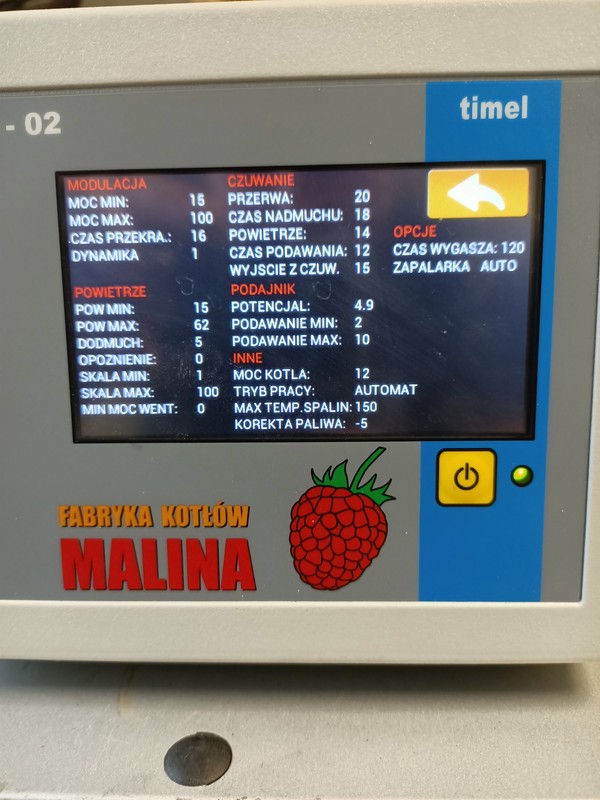 - 02
timel
MODULACJA
MOC MIN: 15
MOC MAX: 100
CZAS PRZEKRA.: 16
DYNAMIKA 1
POWIETRZE
POW MIN: 15
POW MAX: 62
DODMUCH: 5
OPOZNIENIE: 0
SKALA MIN: 1
SKALA MAX: 100
MIN MOC WENT: 0
CZUWANIE
PRZERWA: 20
CZAS NADMUCHU: 18
POWIETRZE: 14
CZAS PODAWANIA: 12
WYJSCIE Z CZUW. 15
PODAJNIK
POTENCJAL: 4.9
PODAWANIE MIN: 2
PODAWANIE MAX: 10
INNE
MOC KOTLA: 12
TRYB PRACY: AUTOMAT
MAX TEMP.SPALIN: 150
KOREKTA PALIWA: -5
OPCJE
CZAS WYGASZA: 120
ZAPALARKA AUTO
FABRYKA KOTŁÓW
MALINA